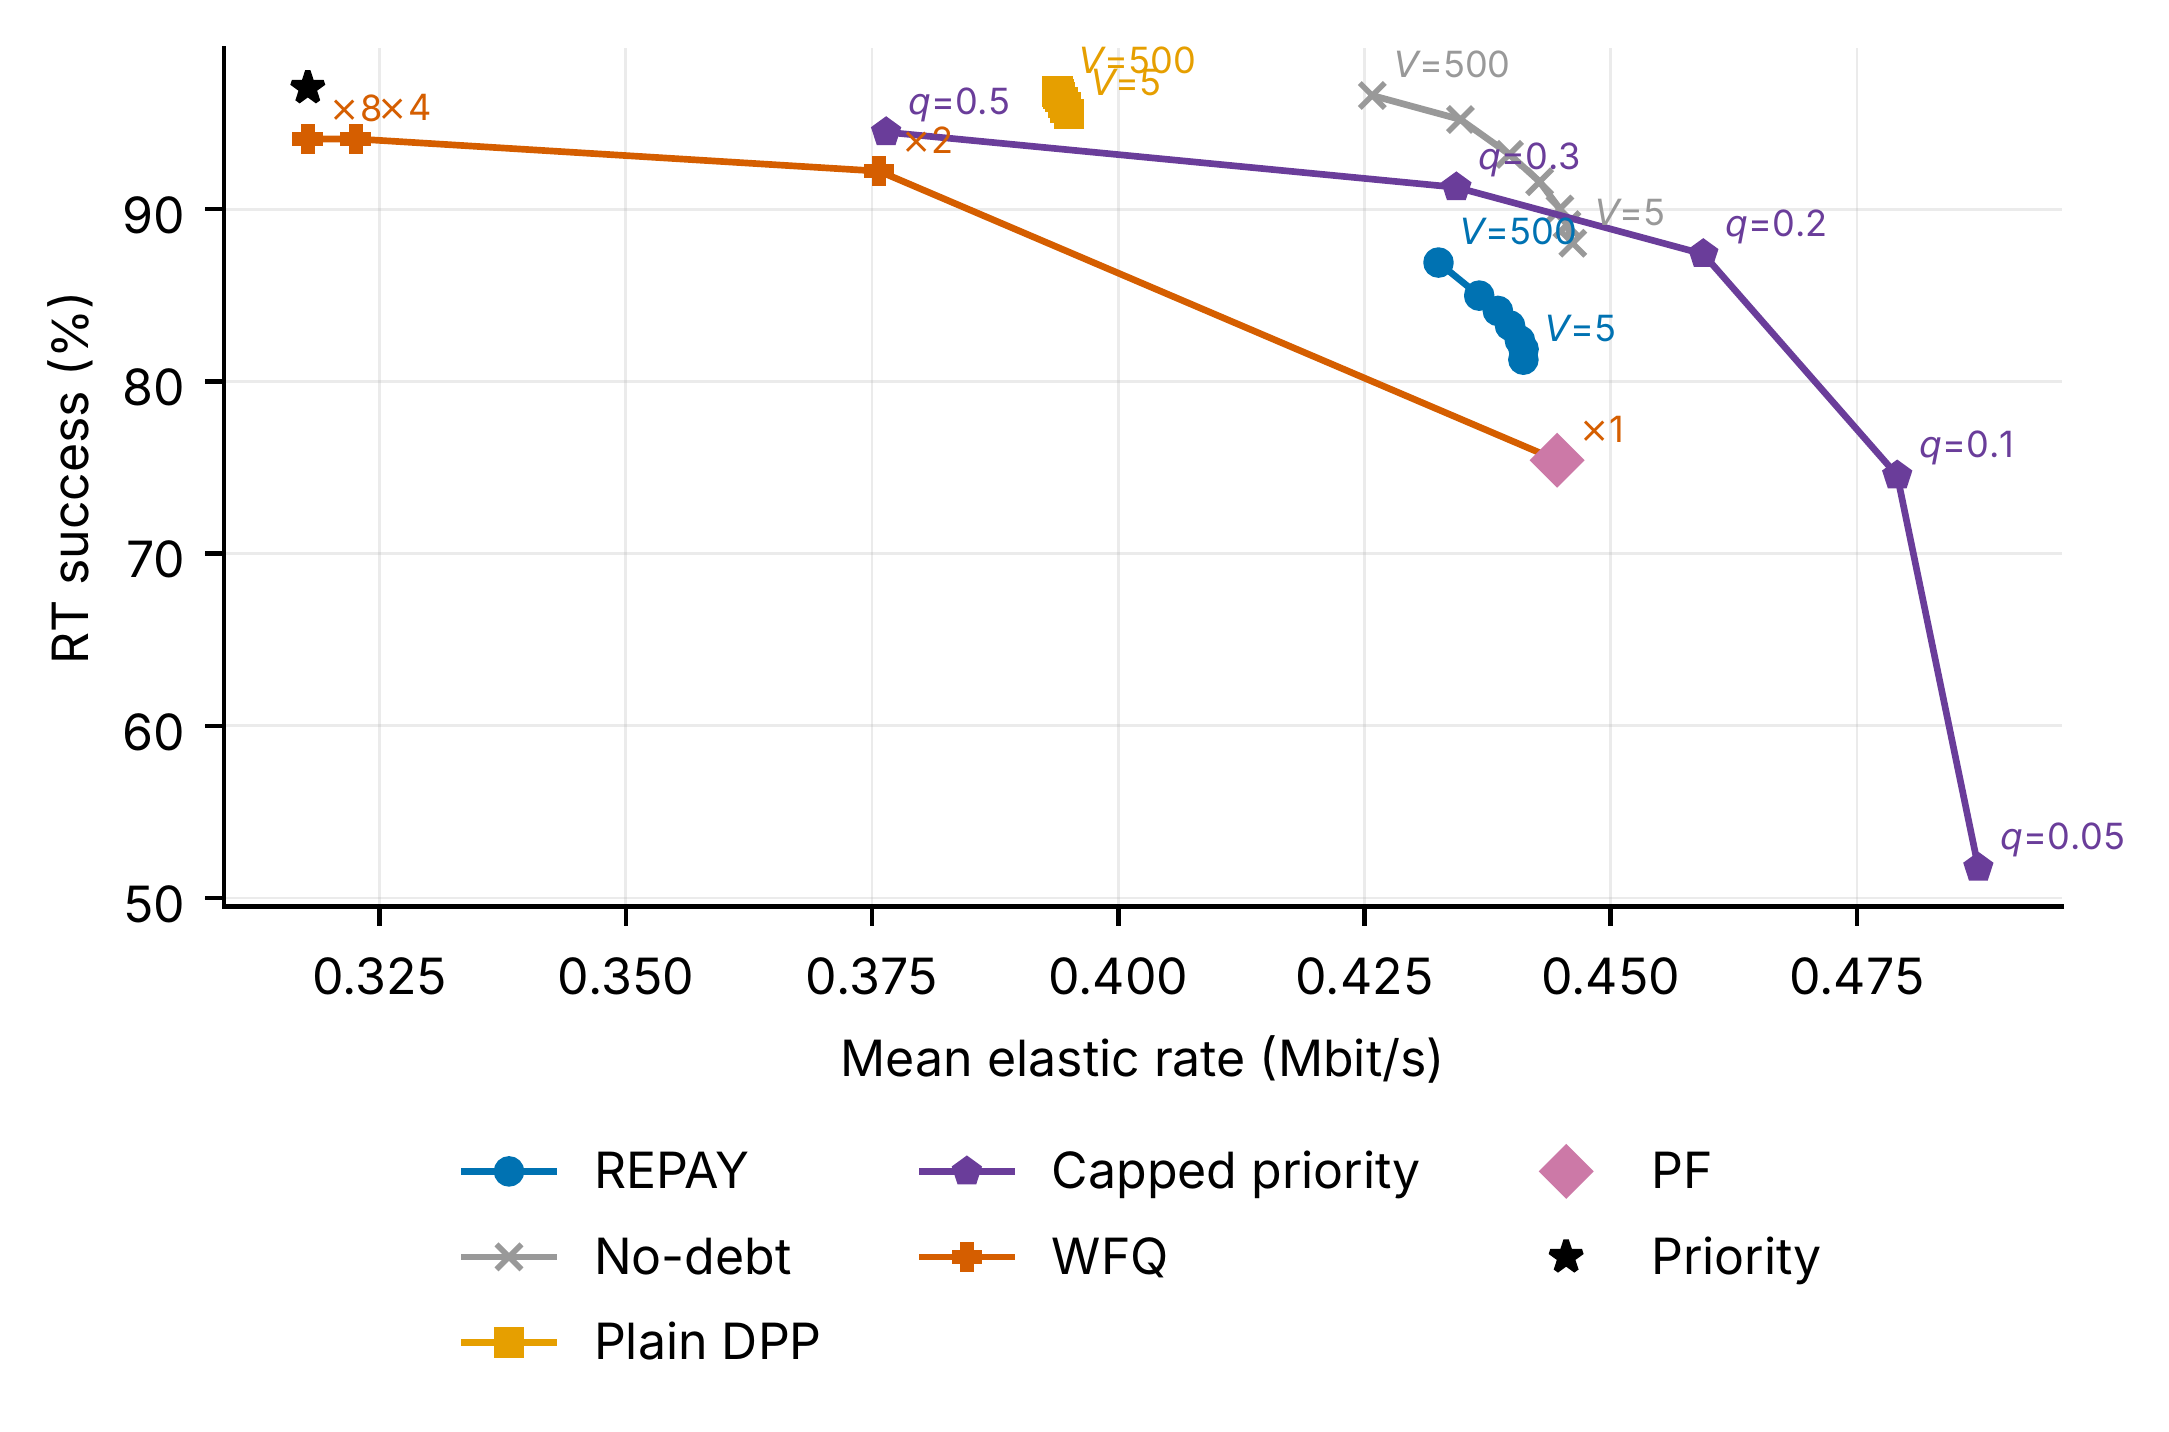 V=500
V=5
V=500
×8
×4
q=0.5
×2
q=0.3
V=5
q=0.2
V=500
V=5
×1
q=0.1
q=0.05
RT success (%)
90
80
70
60
50
0.325
0.350
0.375
0.400
0.425
0.450
0.475
Mean elastic rate (Mbit/s)
REPAY
Capped priority
PF
No-debt
WFQ
Priority
Plain DPP